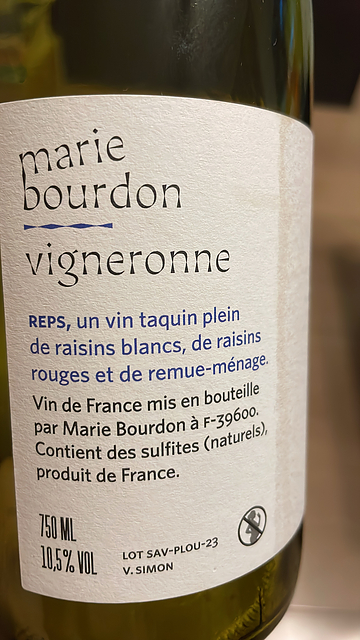 marie
bourdon
vigneronne
REPS, un vin taquin plein
de raisins blancs, de raisins
rouges et de remue-ménage.
Vin de France mis en bouteille
par Marie Bourdon à F-39600.
Contient des sulfites (naturels),
produit de France.
750 ML
10,5% VOL
LOT SAV-PLOU-23
V. SIMON